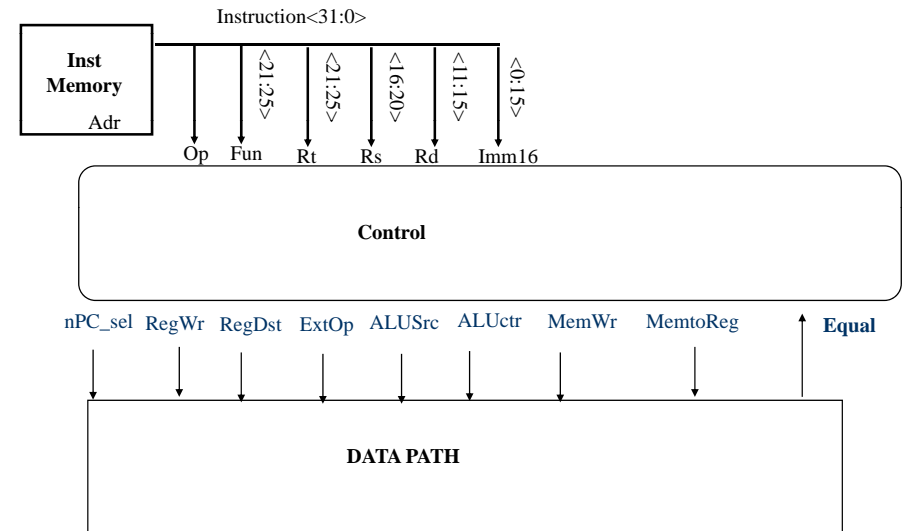 Instruction<31:0>
Inst
Memory
Adr
<21:25>
<21:25>
<16:20>
<11:15>
<0:15>
Op Fun Rt Rs Rd Imm16
Control
nPC_sel RegWr RegDst ExtOp ALUSrc ALUctr MemWr MemtoReg Equal
DATA PATH